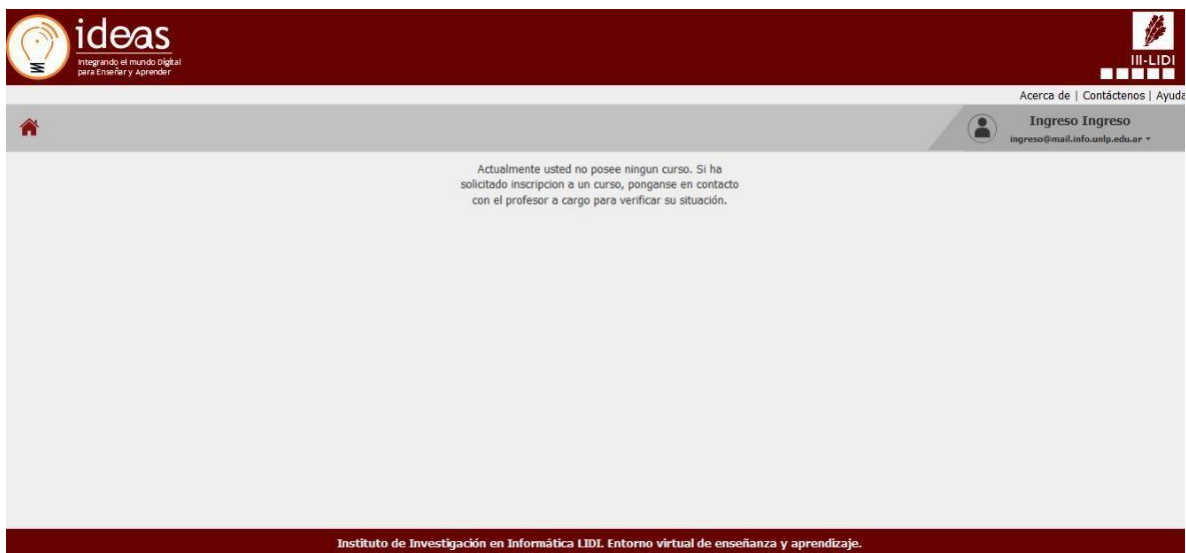 ideas
Integrando el mundo Digital
para Enseñar y Aprender
III-LIDI
Acerca de | Contáctenos | Ayuda
Ingreso Ingreso
ingreso@mail.info.unlp.edu.ar
Actualmente usted no posee ningun curso. Si ha
solicitado inscripcion a un curso, ponganse en contacto
con el profesor a cargo para verificar su situación.
Instituto de Investigación en Informática LIDI. Entorno virtual de enseñanza y aprendizaje.